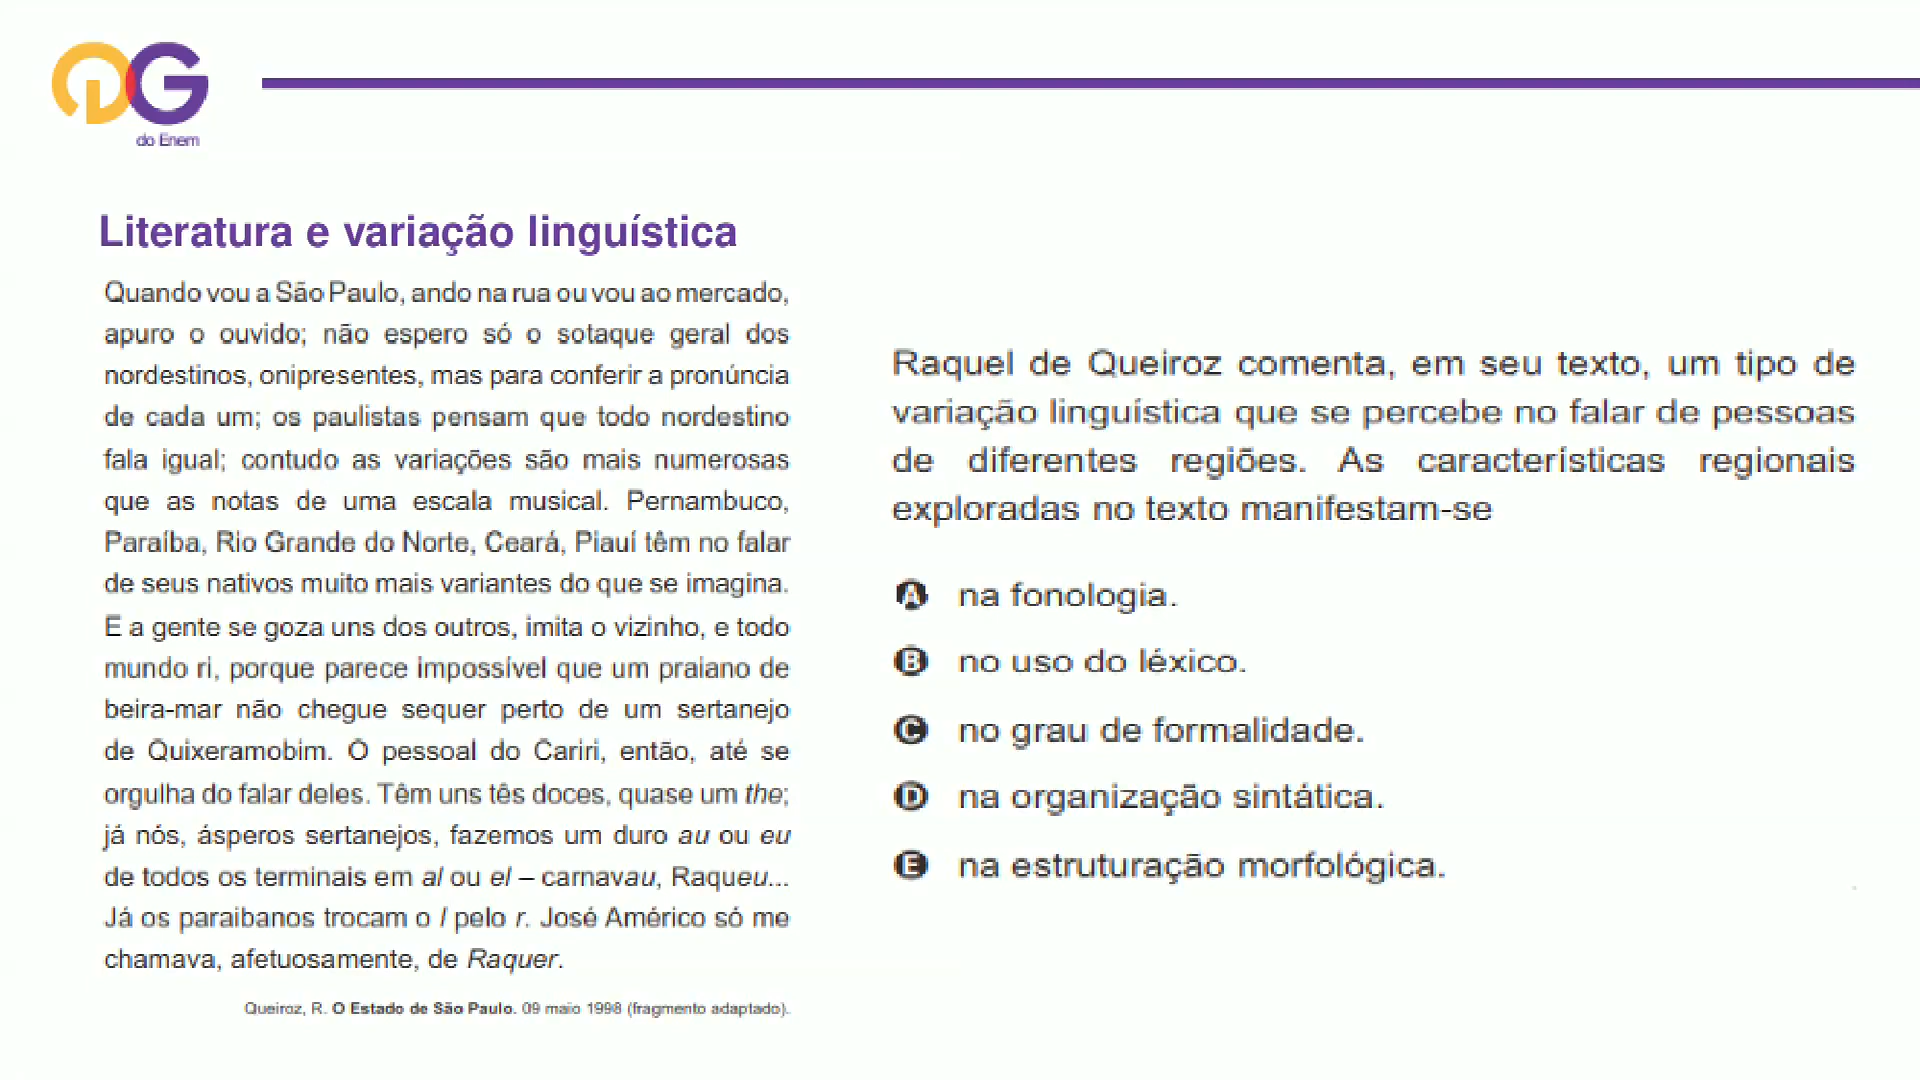 QG
do Enem
Literatura e variação linguística
Quando vou a São Paulo, ando na rua ou vou ao mercado,
apuro o ouvido; não espero só o sotaque geral dos
nordestinos, onipresentes, mas para conferir a pronúncia
de cada um; os paulistas pensam que todo nordestino
fala igual; contudo as variações são mais numerosas
que as notas de uma escala musical. Pernambuco,
Paraíba, Rio Grande do Norte, Ceará, Piauí têm no falar
de seus nativos muito mais variantes do que se imagina.
E a gente se goza uns dos outros, imita o vizinho, e todo
mundo ri, porque parece impossível que um praiano de
beira-mar não chegue sequer perto de um sertanejo
de Quixeramobim. O pessoal do Cariri, então, até se
orgulha do falar deles. Têm uns tês doces, quase um the;
já nós, ásperos sertanejos, fazemos um duro au ou eu
de todos os terminais em al ou el – carnavau, Raqueu...
Já os paraibanos trocam o l pelo r. José Américo só me
chamava, afetuosamente, de Raquer.
Queiroz, R. O Estado de São Paulo. 09 maio 1998 (fragmento adaptado).
Raquel de Queiroz comenta, em seu texto, um tipo de
variação linguística que se percebe no falar de pessoas
de diferentes regiões. As características regionais
exploradas no texto manifestam-se
A na fonologia.
B no uso do léxico.
C no grau de formalidade.
D na organização sintática.
E na estruturação morfológica.